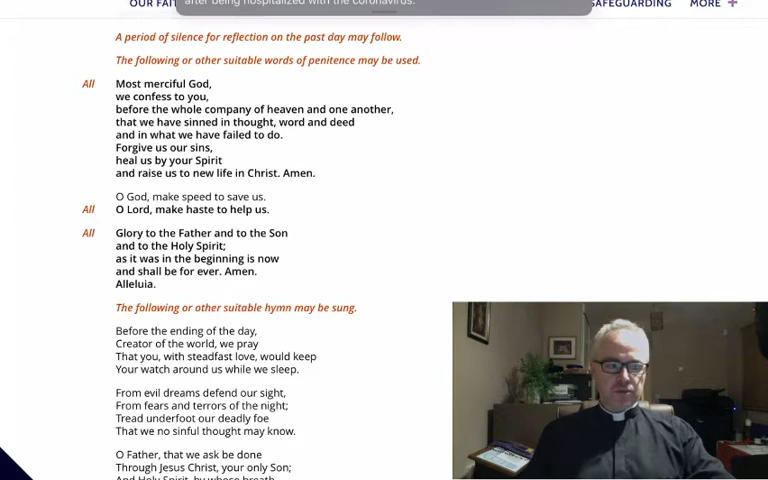 OUR FAIT
after being hospitalized with the coronavirus.
SAFEGUARDING
MORE +
A period of silence for reflection on the past day may follow.
The following or other suitable words of penitence may be used.
All Most merciful God,
we confess to you,
before the whole company of heaven and one another,
that we have sinned in thought, word and deed
and in what we have failed to do.
Forgive us our sins,
heal us by your Spirit
and raise us to new life in Christ. Amen.
O God, make speed to save us.
All O Lord, make haste to help us.
All Glory to the Father and to the Son
and to the Holy Spirit;
as it was in the beginning is now
and shall be for ever. Amen.
Alleluia.
The following or other suitable hymn may be sung.
Before the ending of the day,
Creator of the world, we pray
That you, with steadfast love, would keep
Your watch around us while we sleep.
From evil dreams defend our sight,
From fears and terrors of the night;
Tread underfoot our deadly foe
That we no sinful thought may know.
O Father, that we ask be done
Through Jesus Christ, your only Son;
And Holy Spirit, by whose breath